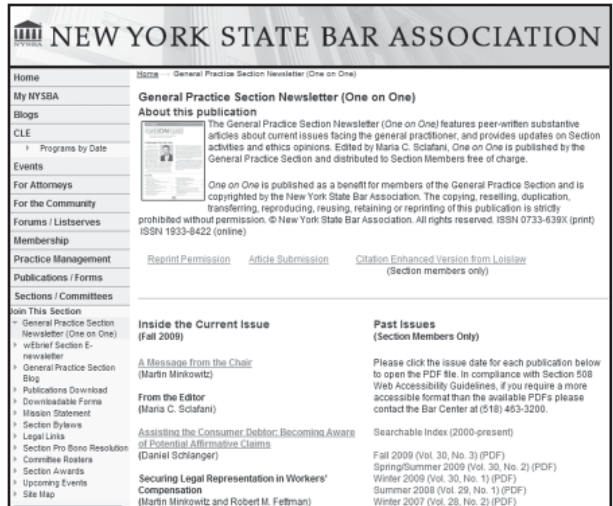 NYSBA
NEW YORK STATE BAR ASSOCIATION
Home
My NYSBA
Blogs
CLE
Programs by Date
Events
For Attorneys
For the Community
Forums / Listserves
Membership
Practice Management
Publications / Forms
Sections / Committees
Join This Section
General Practice Section
Newsletter (One on One)
wEbrief Section E-
newsletter
General Practice Section
Blog
Publications Download
Downloadable Forms
Mission Statement
Section Bylaws
Legal Links
Section Pro Bono Resolution
Committee Rosters
Section Awards
Upcoming Events
Site Map
Home → General Practice Section Newsletter (One on One)
General Practice Section Newsletter (One on One)
About this publication
The General Practice Section Newsletter (One on One) features peer-written substantive
articles about current issues facing the general practitioner, and provides updates on Section
activities and ethics opinions. Edited by Maria C. Sclafani, One on One is published by the
General Practice Section and distributed to Section Members free of charge.
One on One is published as a benefit for members of the General Practice Section and is
copyrighted by the New York State Bar Association. The copying, reselling, duplication,
transferring, reproducing, reusing, retaining or reprinting of this publication is strictly
prohibited without permission. © New York State Bar Association. All rights reserved. ISSN 0733-639X (print)
ISSN 1933-8422 (online)
Reprint Permission Article Submission Citation Enhanced Version from Loislaw
(Section members only)
Inside the Current Issue
(Fall 2009)
A Message from the Chair
(Martin Minkowitz)
From the Editor
(Maria C. Sclafani)
Assisting the Consumer Debtor: Becoming Aware
of Potential Affirmative Claims
(Daniel Schlanger)
Securing Legal Representation in Workers'
Compensation
(Martin Minkowitz and Robert M. Fettman)
Past Issues
(Section Members Only)
Please click the issue date for each publication below
to open the PDF file. In compliance with Section 508
Web Accessibility Guidelines, if you require a more
accessible format than the available PDFs please
contact the Bar Center at (518) 463-3200.
Searchable Index (2000-present)
Fall 2009 (Vol. 30, No. 3) (PDF)
Spring/Summer 2009 (Vol. 30, No. 2) (PDF)
Winter 2009 (Vol. 30, No. 1) (PDF)
Summer 2008 (Vol. 29, No. 1) (PDF)
Winter 2007 (Vol. 28, No. 2) (PDF)